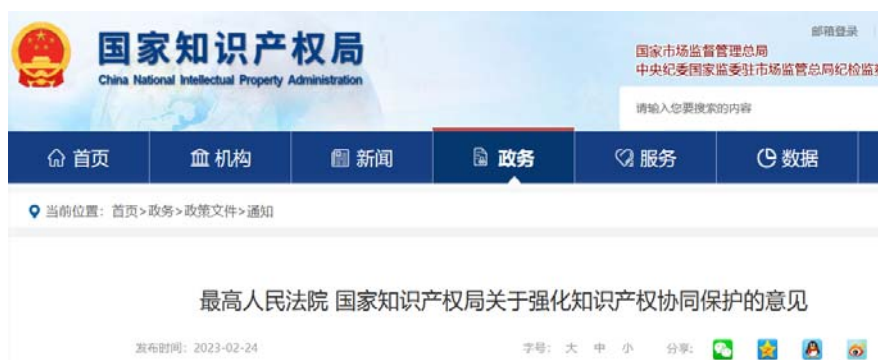 国家知识产权局
China National Intellectual Property Administration
邮箱登录
国家市场监督管理总局
中央纪委国家监委驻市场监管总局纪检监
请输入您要搜索的内容
首页 机构 新闻 政务 服务 数据
当前位置：首页>政务>政策文件>通知
最高人民法院 国家知识产权局关于强化知识产权协同保护的意见
发布时间：2023-02-24 字号：大 中 小 分享：